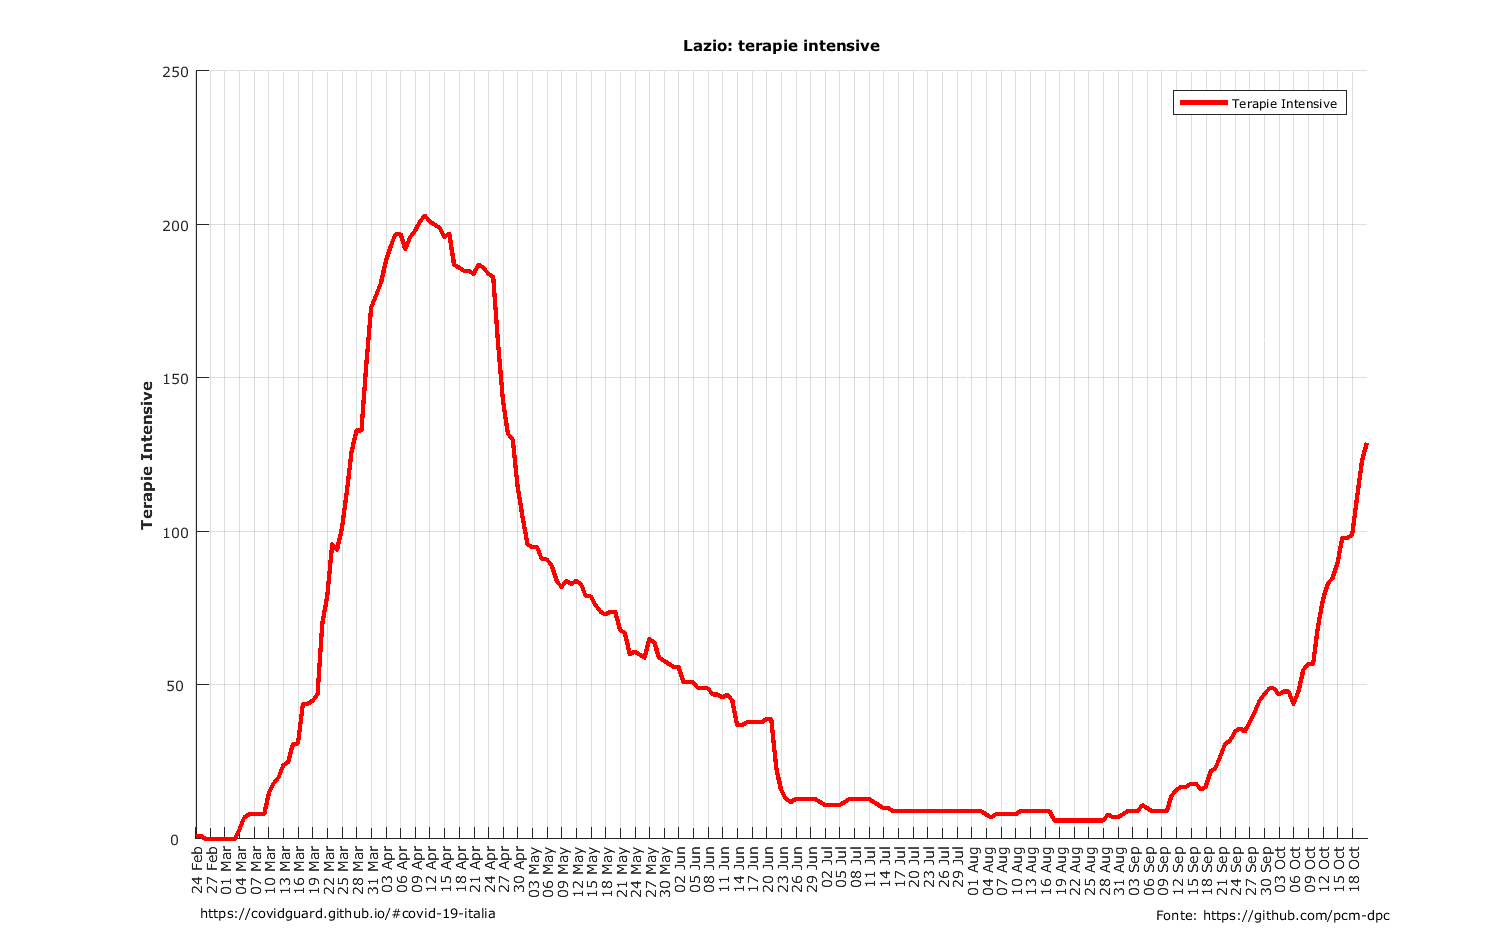 Lazio: terapie intensive
250
Terapie Intensive
200
150
100
50
0
Terapie Intensive
24 Feb
27 Feb
01 Mar
04 Mar
07 Mar
10 Mar
13 Mar
16 Mar
19 Mar
22 Mar
25 Mar
28 Mar
31 Mar
03 Apr
06 Apr
09 Apr
12 Apr
15 Apr
18 Apr
21 Apr
24 Apr
27 Apr
30 Apr
03 May
06 May
09 May
12 May
15 May
18 May
21 May
24 May
27 May
30 May
02 Jun
05 Jun
08 Jun
11 Jun
14 Jun
17 Jun
20 Jun
23 Jun
26 Jun
29 Jun
02 Jul
05 Jul
08 Jul
11 Jul
14 Jul
17 Jul
20 Jul
23 Jul
26 Jul
29 Jul
01 Aug
04 Aug
07 Aug
10 Aug
13 Aug
16 Aug
19 Aug
22 Aug
25 Aug
28 Aug
31 Aug
03 Sep
06 Sep
09 Sep
12 Sep
15 Sep
18 Sep
21 Sep
24 Sep
27 Sep
30 Sep
03 Oct
06 Oct
09 Oct
12 Oct
15 Oct
18 Oct
https://covidguard.github.io/#covid-19-italia
Fonte: https://github.com/pcm-dpc